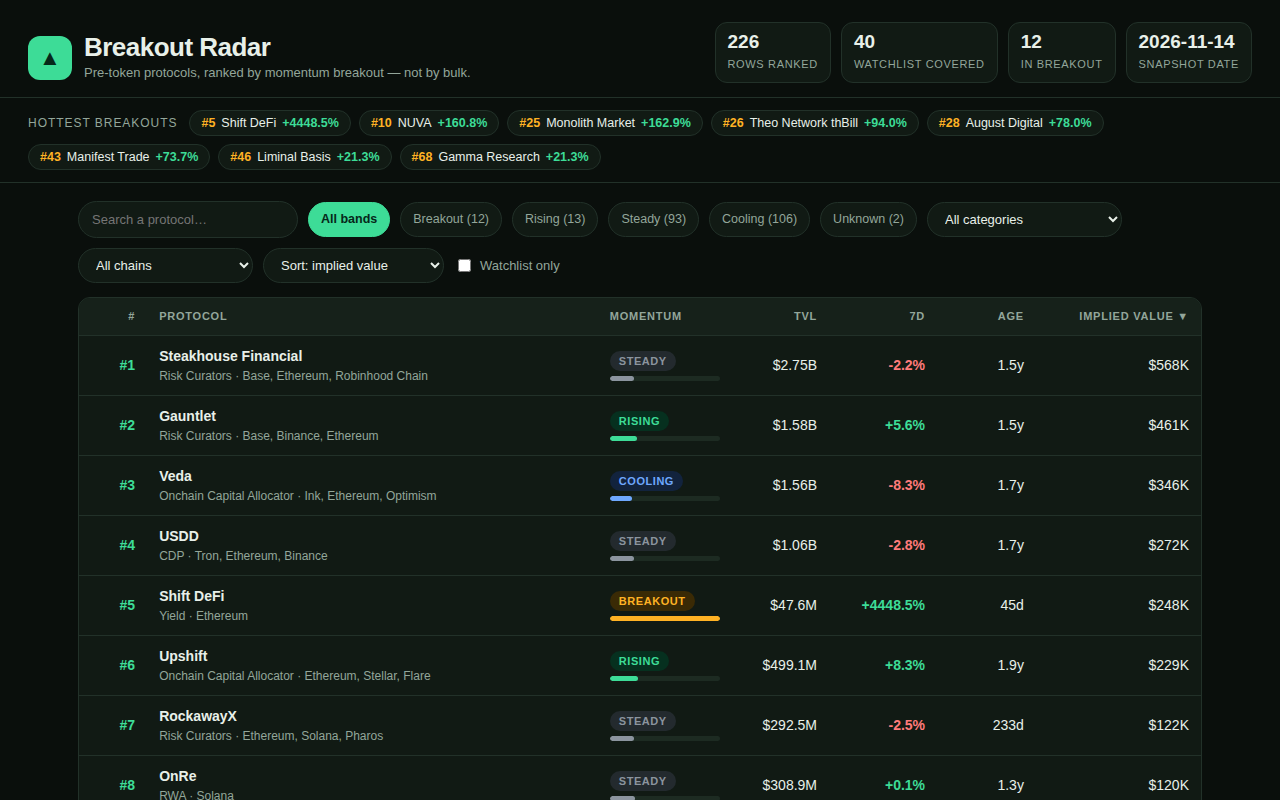 ▲
Breakout Radar
Pre-token protocols, ranked by momentum breakout — not by bulk.
226
ROWS RANKED
40
WATCHLIST COVERED
12
IN BREAKOUT
2026-11-14
SNAPSHOT DATE
HOTTEST BREAKOUTS #5 Shift DeFi +4448.5% #10 NUVA +160.8% #25 Monolith Market +162.9% #26 Theo Network thBill +94.0% #28 August Digital +78.0%
#43 Manifest Trade +73.7% #46 Liminal Basis +21.3% #68 Gamma Research +21.3%
Search a protocol… All bands Breakout (12) Rising (13) Steady (93) Cooling (106) Unknown (2) All categories
All chains Sort: implied value Watchlist only
# PROTOCOL MOMENTUM TVL 7D AGE IMPLIED VALUE ▼
#1 Steakhouse Financial STEADY $2.75B -2.2% 1.5y $568K
Risk Curators · Base, Ethereum, Robinhood Chain
#2 Gauntlet RISING $1.58B +5.6% 1.5y $461K
Risk Curators · Base, Binance, Ethereum
#3 Veda COOLING $1.56B -8.3% 1.7y $346K
Onchain Capital Allocator · Ink, Ethereum, Optimism
#4 USDD STEADY $1.06B -2.8% 1.7y $272K
CDP · Tron, Ethereum, Binance
#5 Shift DeFi BREAKOUT $47.6M +4448.5% 45d $248K
Yield · Ethereum
#6 Upshift RISING $499.1M +8.3% 1.9y $229K
Onchain Capital Allocator · Ethereum, Stellar, Flare
#7 RockawayX STEADY $292.5M -2.5% 233d $122K
Risk Curators · Ethereum, Solana, Pharos
#8 OnRe STEADY $308.9M +0.1% 1.3y $120K
RWA · Solana